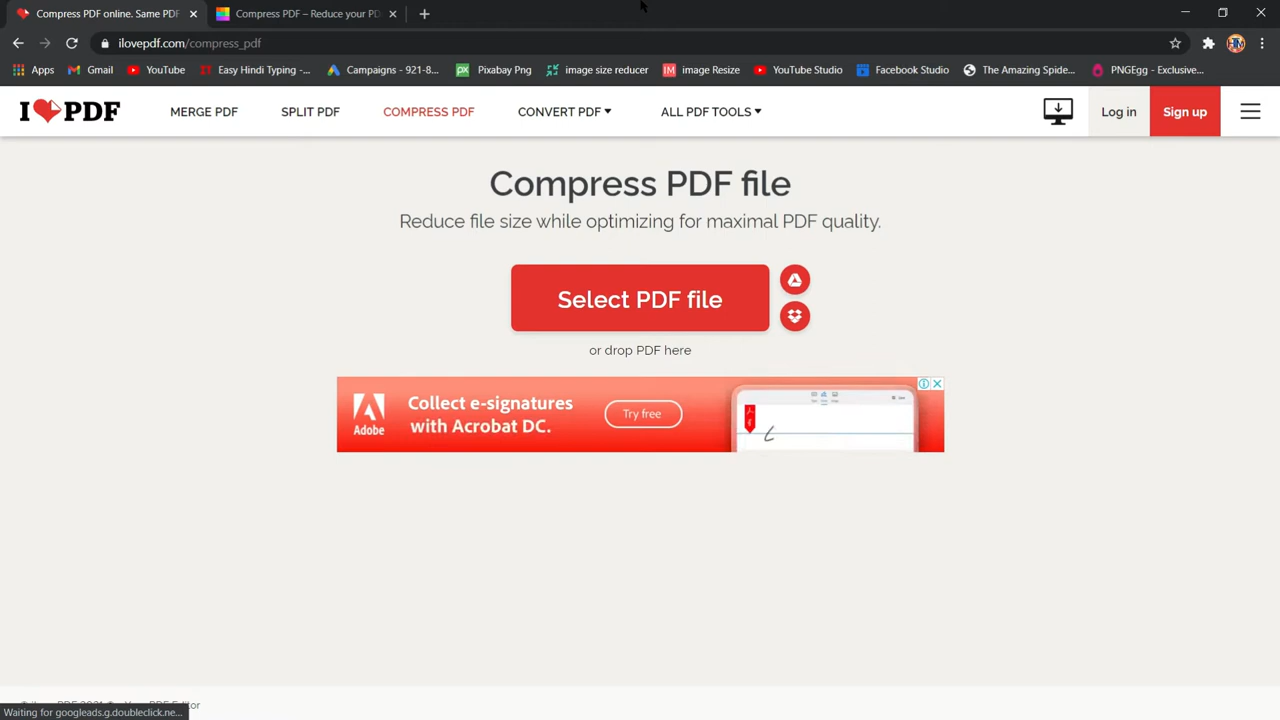 Compress PDF online. Same PDF
Compress PDF – Reduce your PD
ilovepdf.com/compress_pdf
Apps
Gmail
YouTube
Easy Hindi Typing -...
Campaigns - 921-8...
Pixabay Png
image size reducer
IM image Resize
YouTube Studio
Facebook Studio
The Amazing Spide...
PNGEgg - Exclusive...
I PDF
MERGE PDF
SPLIT PDF
COMPRESS PDF
CONVERT PDF
ALL PDF TOOLS
Log in
Sign up
Compress PDF file
Reduce file size while optimizing for maximal PDF quality.
Select PDF file
or drop PDF here
Adobe
Collect e-signatures
with Acrobat DC.
Try free
Waiting for googleads.g.doubleclick.ne...